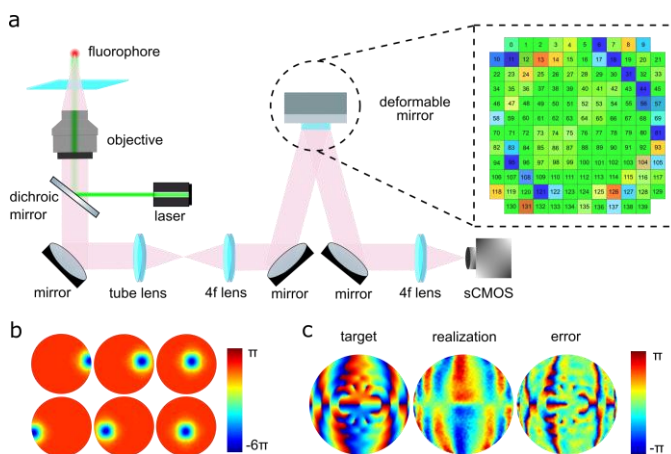 a
fluorophore
objective
dichroic
mirror
laser
deformable
mirror
0 1 2 3 4 5 6 7 8 9
10 11 12 13 14 15 16 17 18 19 20 21
22 23 24 25 26 27 28 29 30 31 32 33
34 35 36 37 38 39 40 41 42 43 44 45
46 47 48 49 50 51 52 53 54 55 56 57
58 59 60 61 62 63 64 65 66 67 68 69
70 71 72 73 74 75 76 77 78 79 80 81
82 83 84 85 86 87 88 89 90 91 92 93
94 95 96 97 98 99 100 101 102 103 104 105
106 107 108 109 110 111 112 113 114 115 116 117
118 119 120 121 122 123 124 125 126 127 128 129
130 131 132 133 134 135 136 137 138 139
mirror
tube lens
4f lens
mirror
mirror
4f lens
sCMOS
b
π
-6π
c
target
realization
error
π
-π